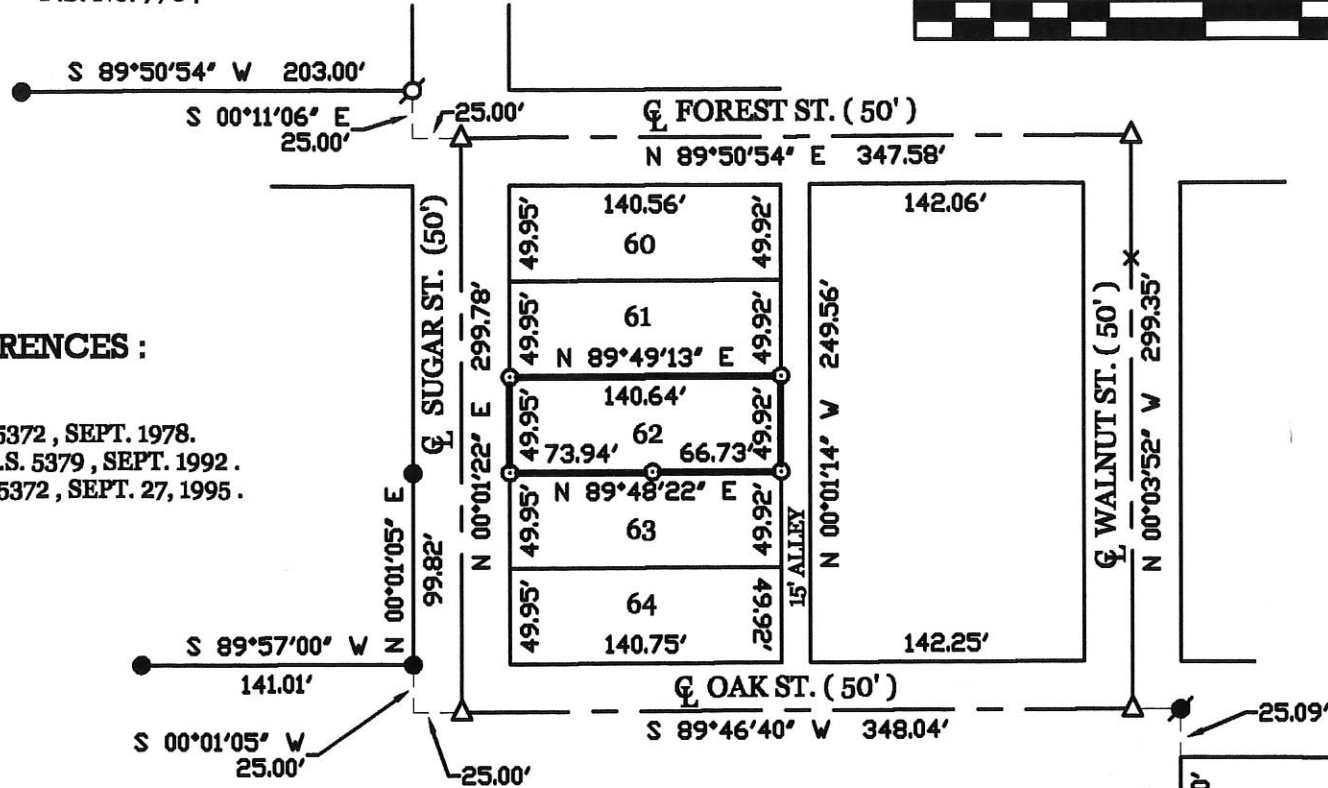 S 89°50'54" W 203.00'
S 00°11'06" E
25.00'
25.00'
℄ FOREST ST. ( 50' )
N 89°50'54" E 347.58'
℄ SUGAR ST. (50')
N 00°01'22" E 299.78'
140.56'
49.95'
60
49.92'
49.95'
61
49.92'
N 89°49'13" E
140.64'
49.95'
62
49.92'
73.94'
66.73'
N 89°48'22" E
49.95'
63
49.92'
49.95'
64
49.92'
140.75'
15' ALLEY
N 00°01'14" W 249.56'
142.06'
142.25'
℄ WALNUT ST. ( 50' )
N 00°03'52" W 299.35'
RENCES :
5372 , SEPT. 1978.
.S. 5379 , SEPT. 1992 .
5372 , SEPT. 27, 1995 .
N 00°01'05" E
99.82'
S 89°57'00" W
141.01'
S 00°01'05" W
25.00'
25.00'
℄ OAK ST. ( 50' )
S 89°46'40" W 348.04'
25.09'